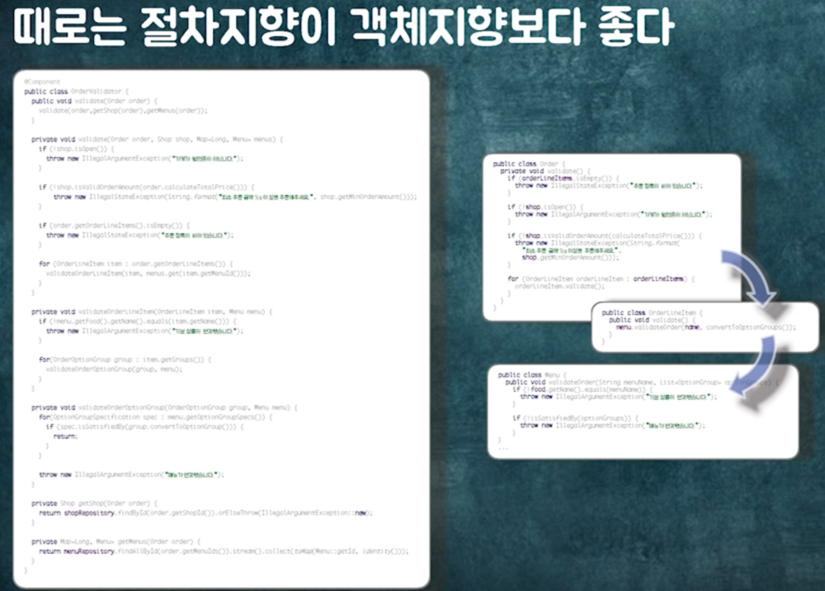 때로는 절차지향이 객체지향보다 좋다
@Component
public class OrderValidator {
public void validate(Order order) {
validate(order,getShop(order),getMenus(order));
}
private void validate(Order order, Shop shop, Map<Long, Menu> menus) {
if (!shop.isOpen()) {
throw new IllegalArgumentException("가게가 영업중이 아닙니다.");
}
if (!shop.isValidOrderAmount(order.calculateTotalPrice())) {
throw new IllegalStateException(String.format("최소 주문 금액 %s 이상을 주문해주세요.", shop.getMinOrderAmount()));
}
if (order.getOrderLineItems().isEmpty()) {
throw new IllegalStateException("주문 항목이 비어 있습니다.");
}
for (OrderLineItem item : order.getOrderLineItems()) {
validateOrderLineItem(item, menus.get(item.getMenuId()));
}
}
private void validateOrderLineItem(OrderLineItem item, Menu menu) {
if (!menu.getFood().getName().equals(item.getName())) {
throw new IllegalArgumentException("기본 상품이 변경됐습니다.");
}
for(OrderOptionGroup group : item.getGroups()) {
validateOrderOptionGroup(group, menu);
}
}
private void validateOrderOptionGroup(OrderOptionGroup group, Menu menu) {
for(OptionGroupSpecification spec : menu.getOptionGroupSpecs()) {
if (spec.isSatisfiedBy(group.convertToOptionGroup())) {
return;
}
}
throw new IllegalArgumentException("메뉴가 변경됐습니다.");
}
private Shop getShop(Order order) {
return shopRepository.findById(order.getShopId()).orElseThrow(IllegalArgumentException::new);
}
private Map<Long, Menu> getMenus(Order order) {
return menuRepository.findAllById(order.getMenuIds()).stream().collect(toMap(Menu::getId, identity()));
}
}
public class Order {
private void validate() {
if (orderLineItems.isEmpty()) {
throw new IllegalStateException("주문 항목이 비어 있습니다.");
}
if (!shop.isOpen()) {
throw new IllegalArgumentException("가게가 영업중이 아닙니다.");
}
if (!shop.isValidOrderAmount(calculateTotalPrice())) {
throw new IllegalStateException(String.format(
"최소 주문 금액 %s 이상을 주문해주세요.",
shop.getMinOrderAmount()));
}
for (OrderLineItem orderLineItem : orderLineItems) {
orderLineItem.validate();
}
}
public class OrderLineItem {
public void validate() {
menu.validateOrder(name, convertToOptionGroups());
}
public class Menu {
public void validateOrder(String menuName, List<OptionGroup>
if (!food.getName().equals(menuName)) {
throw new IllegalArgumentException("기본 상품이 변경됐습니다.");
}
if (!isSatisfiedBy(optionGroups)) {
throw new IllegalArgumentException("메뉴가 변경됐습니다.");
}
...